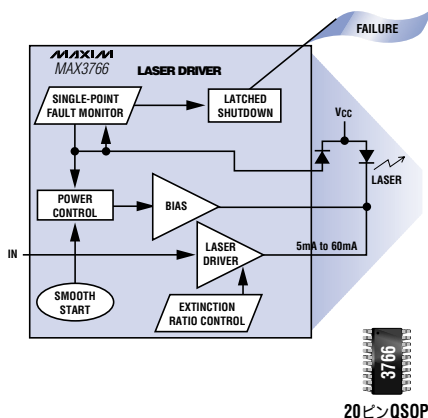 FAILURE
MAXIM
MAX3766
LASER DRIVER
SINGLE-POINT
FAULT MONITOR
LATCHED
SHUTDOWN
VCC
LASER
POWER
CONTROL
BIAS
IN
LASER
DRIVER
5mA to 60mA
SMOOTH
START
EXTINCTION
RATIO CONTROL
3766
20ピンQSOP